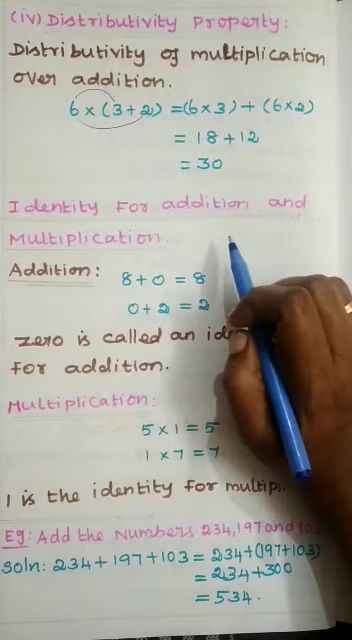 (iv) Distributivity Property:
Distributivity of multiplication
over addition.
6 × (3+2) = (6×3) + (6×2)
= 18 + 12
= 30
Identity for addition and
Multiplication.
Addition:
8 + 0 = 8
0 + 2 = 2
zero is called an
for addition.
Multiplication:
5 × 1 = 5
1 × 7 = 7
1 is the identity for
Eg: Add the Numbers 234, 197 and
Soln: 234 + 197 + 103 = 234 + (197 + 103)
= 234 + 300
= 534.